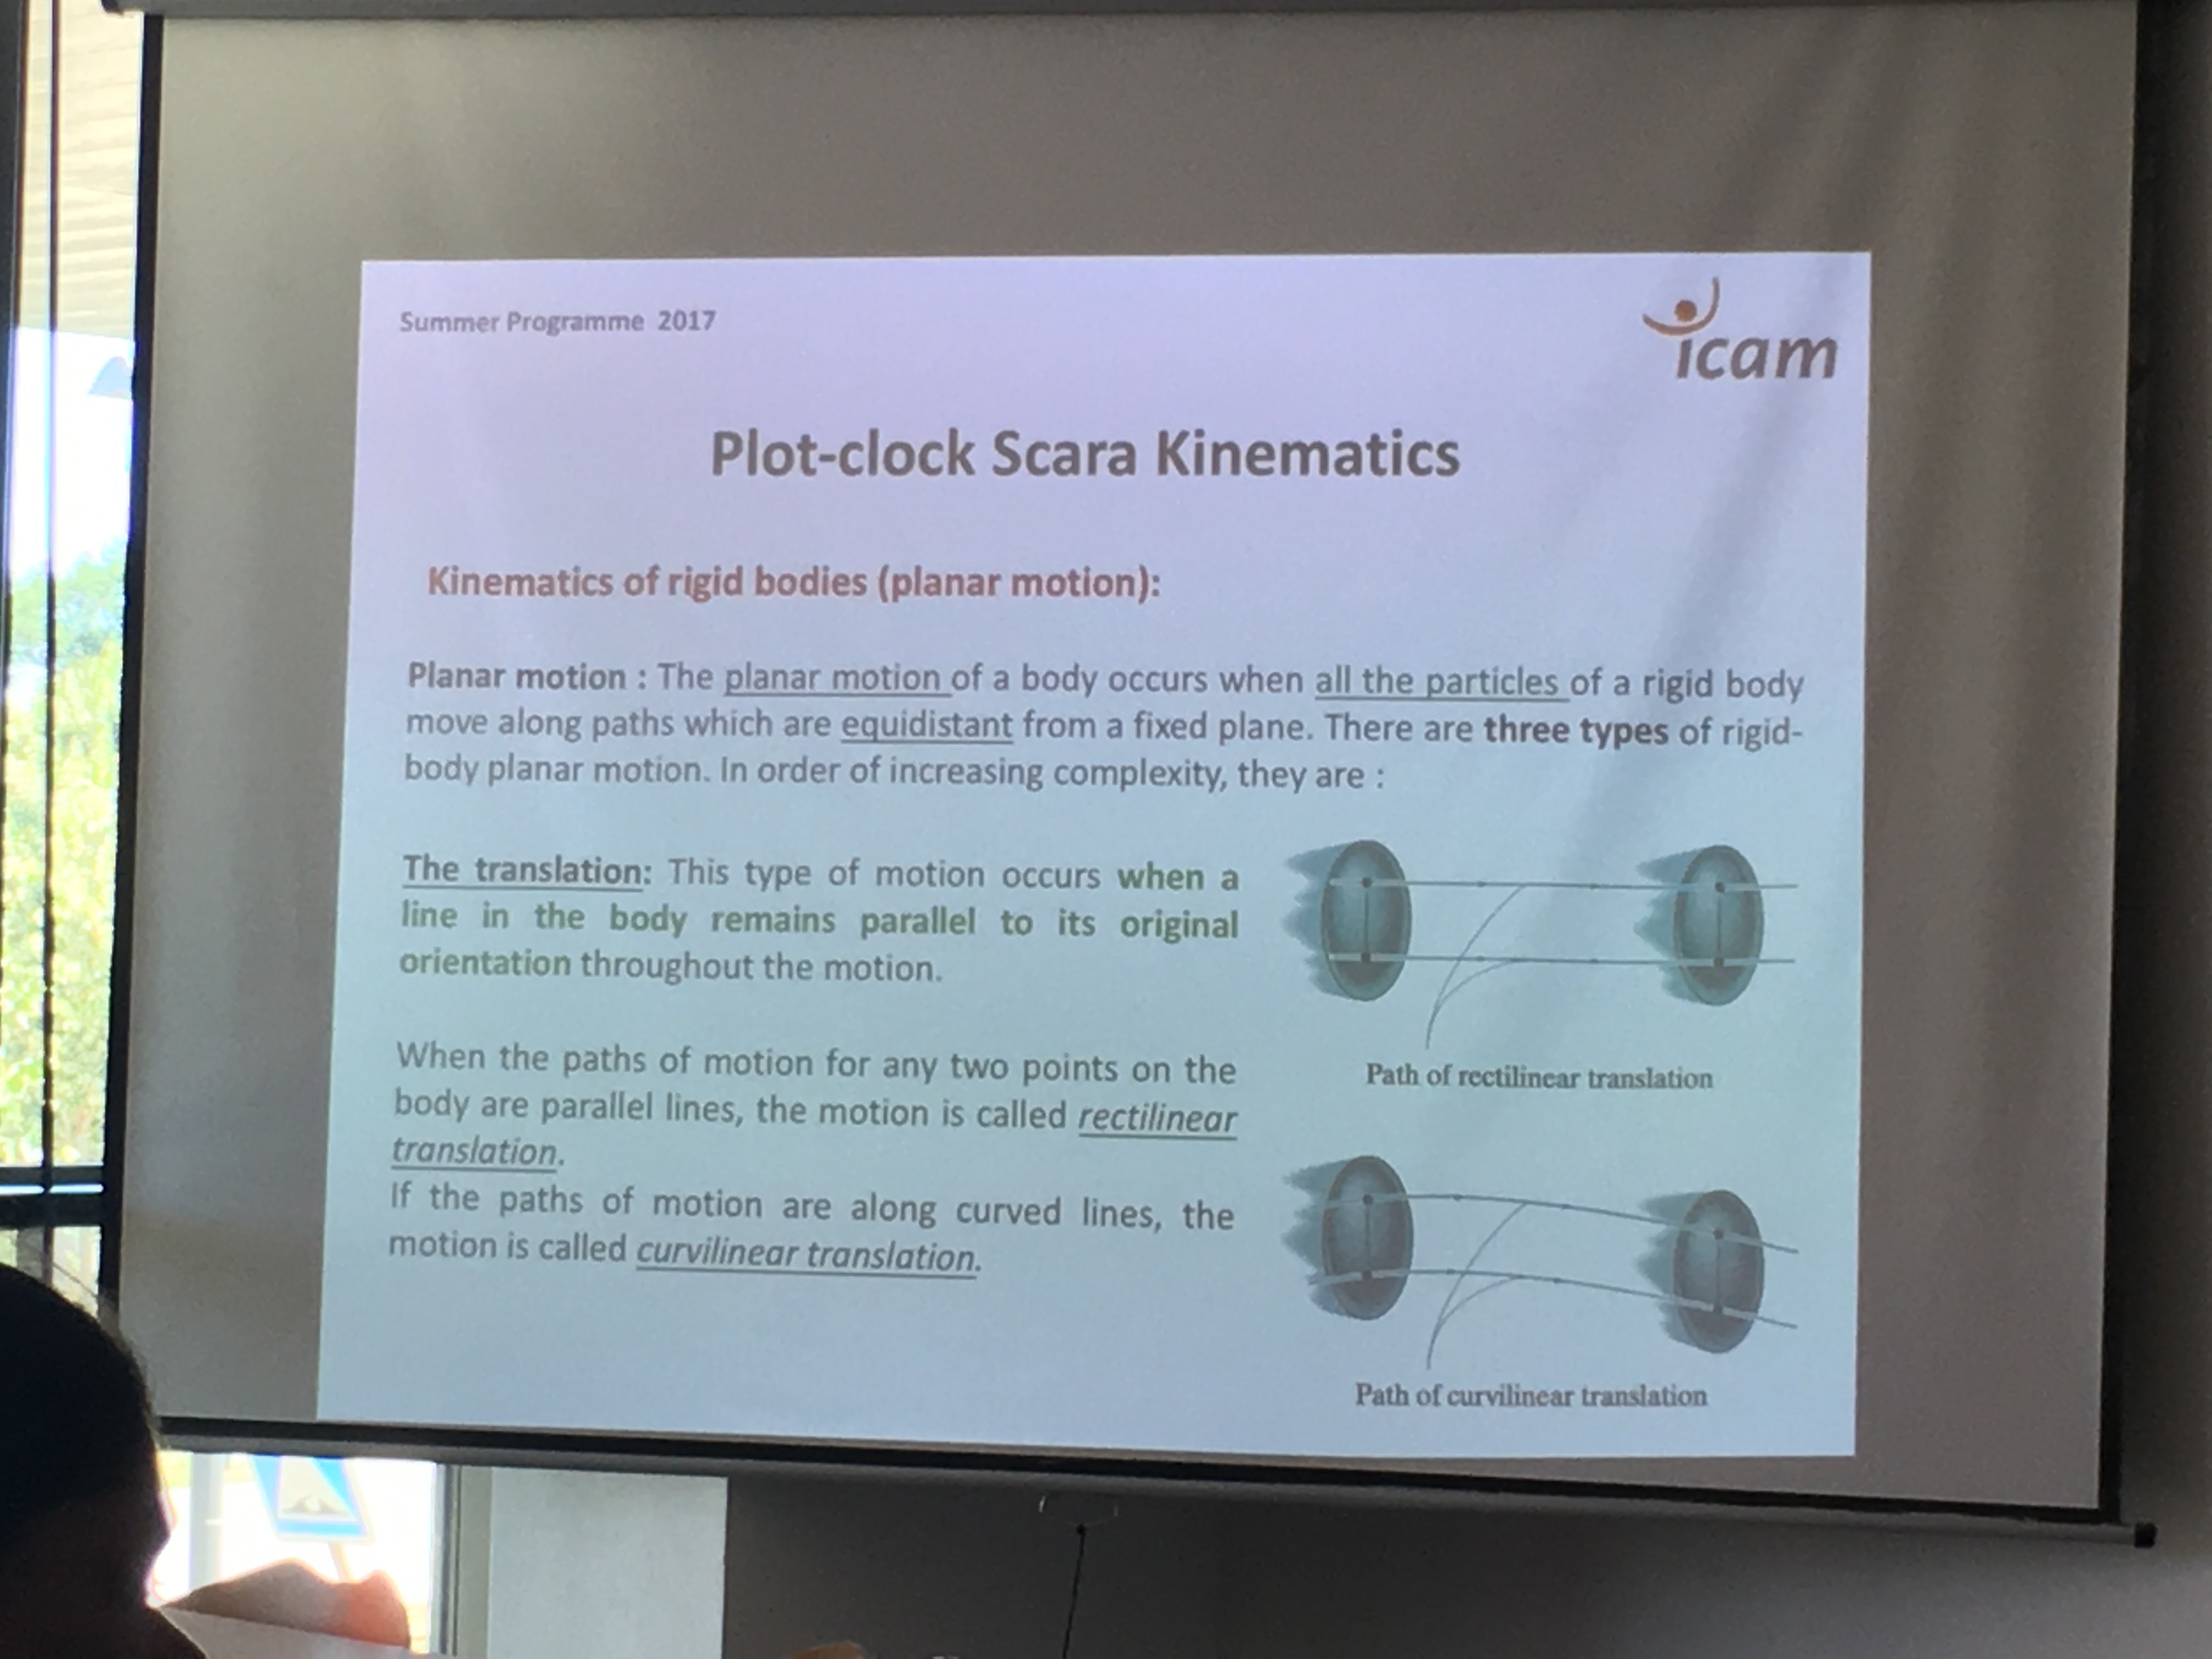 Summer Programme 2017
icam
Plot-clock Scara Kinematics
Kinematics of rigid bodies (planar motion):
Planar motion : The planar motion of a body occurs when all the particles of a rigid body
move along paths which are equidistant from a fixed plane. There are three types of rigid-
body planar motion. In order of increasing complexity, they are :
The translation: This type of motion occurs when a
line in the body remains parallel to its original
orientation throughout the motion.
Path of rectilinear translation
When the paths of motion for any two points on the
body are parallel lines, the motion is called rectilinear
translation.
If the paths of motion are along curved lines, the
motion is called curvilinear translation.
Path of curvilinear translation